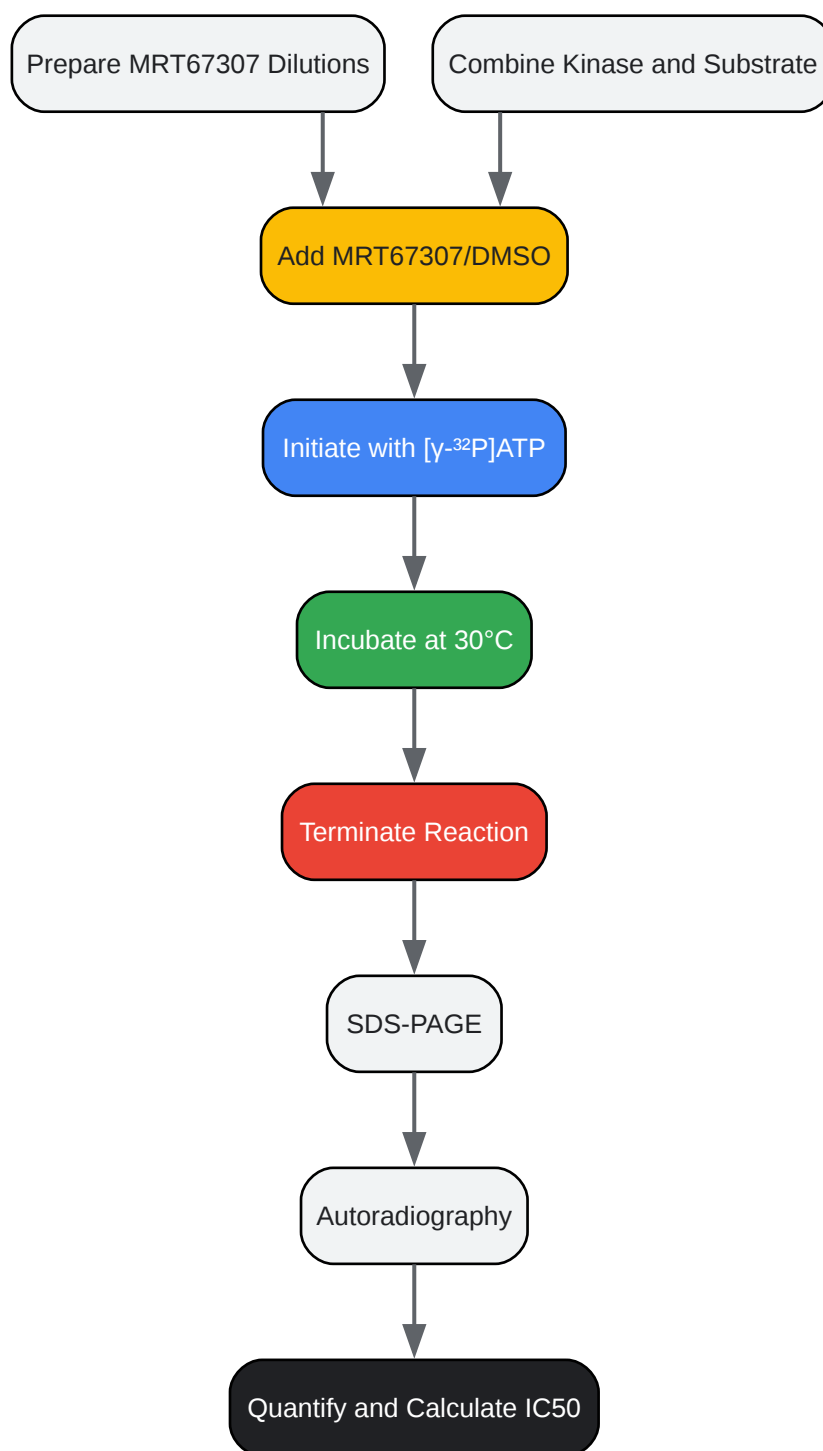 Prepare MRT67307 Dilutions
Combine Kinase and Substrate
Add MRT67307/DMSO
Initiate with [γ-³²P]ATP
Incubate at 30°C
Terminate Reaction
SDS-PAGE
Autoradiography
Quantify and Calculate IC50